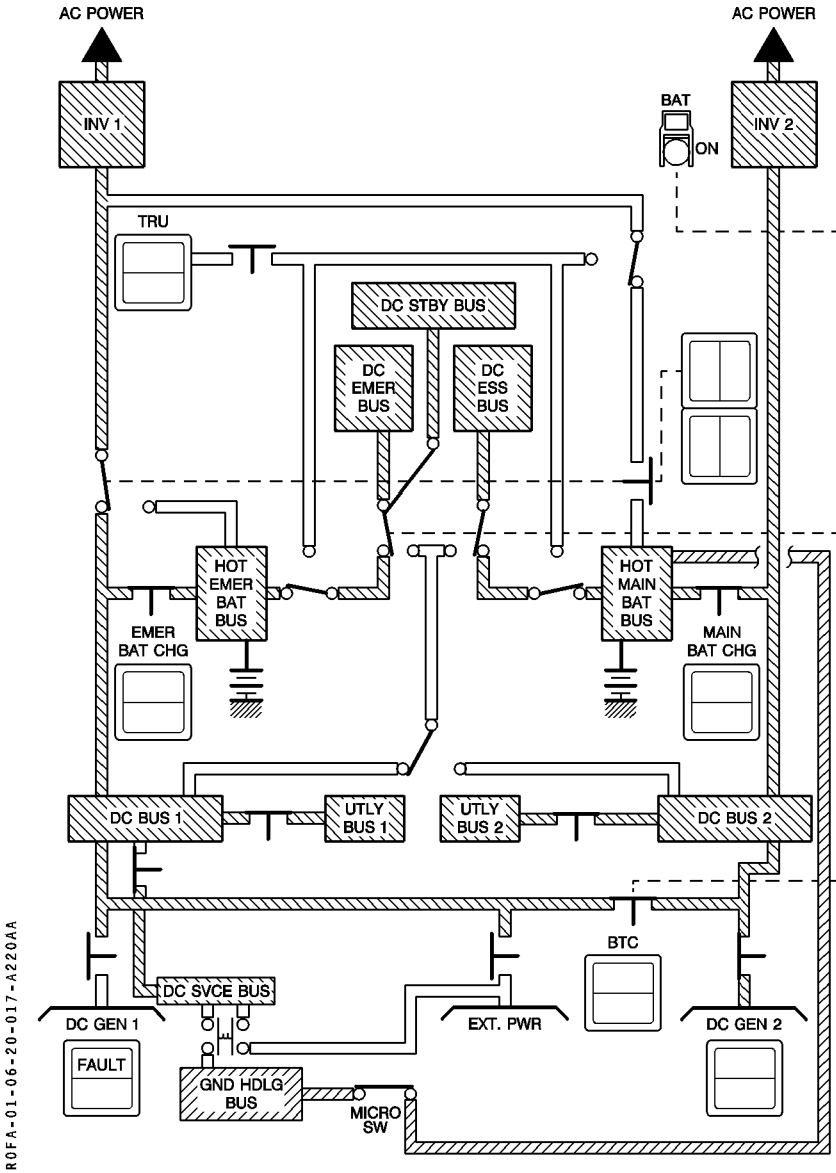 AC POWER
AC POWER
INV 1
BAT
ON
INV 2
TRU
DC STBY BUS
DC
EMER
BUS
DC
ESS
BUS
HOT
EMER
BAT
BUS
HOT
MAIN
BAT
BUS
EMER
BAT CHG
MAIN
BAT CHG
DC BUS 1
UTLY
BUS 1
UTLY
BUS 2
DC BUS 2
BTC
DC SVCE BUS
DC GEN 1
EXT. PWR
DC GEN 2
FAULT
GND HDLG
BUS
MICRO
SW
R0FA-01-06-20-017-A220AA